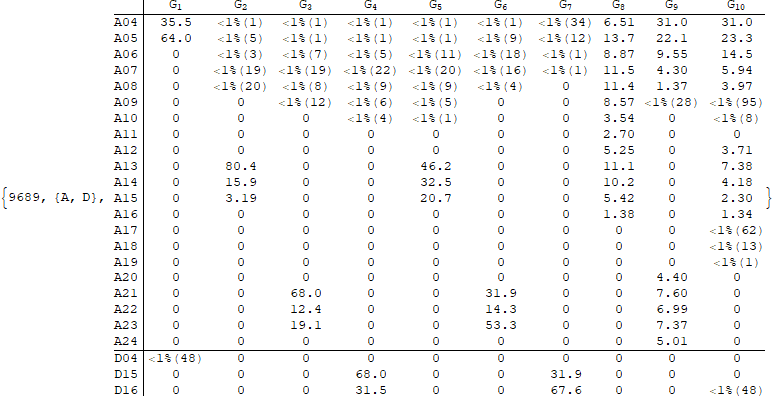 G1 G2 G3 G4 G5 G6 G7 G8 G9 G10
A04 35.5 <1%(1) <1%(1) <1%(1) <1%(1) <1%(1) <1%(34) 6.51 31.0 31.0
A05 64.0 <1%(5) <1%(1) <1%(1) <1%(1) <1%(9) <1%(12) 13.7 22.1 23.3
A06 0 <1%(3) <1%(7) <1%(5) <1%(11) <1%(18) <1%(1) 8.87 9.55 14.5
A07 0 <1%(19) <1%(19) <1%(22) <1%(20) <1%(16) <1%(1) 11.5 4.30 5.94
A08 0 <1%(20) <1%(8) <1%(9) <1%(9) <1%(4) 0 11.4 1.37 3.97
A09 0 0 <1%(12) <1%(6) <1%(5) 0 0 8.57 <1%(28) <1%(95)
A10 0 0 0 <1%(4) <1%(1) 0 0 3.54 0 <1%(8)
A11 0 0 0 0 0 0 0 2.70 0 0
A12 0 0 0 0 0 0 0 5.25 0 3.71
A13 0 80.4 0 0 46.2 0 0 11.1 0 7.38
A14 0 15.9 0 0 32.5 0 0 10.2 0 4.18
{9689, {A, D}, A15 0 3.19 0 0 20.7 0 0 5.42 0 2.30 }
A16 0 0 0 0 0 0 0 1.38 0 1.34
A17 0 0 0 0 0 0 0 0 0 <1%(62)
A18 0 0 0 0 0 0 0 0 0 <1%(13)
A19 0 0 0 0 0 0 0 0 0 <1%(1)
A20 0 0 0 0 0 0 0 0 4.40 0
A21 0 0 68.0 0 0 31.9 0 0 7.60 0
A22 0 0 12.4 0 0 14.3 0 0 6.99 0
A23 0 0 19.1 0 0 53.3 0 0 7.37 0
A24 0 0 0 0 0 0 0 0 5.01 0
D04 <1%(48) 0 0 0 0 0 0 0 0 0
D15 0 0 0 68.0 0 0 31.9 0 0 0
D16 0 0 0 31.5 0 0 67.6 0 0 <1%(48)